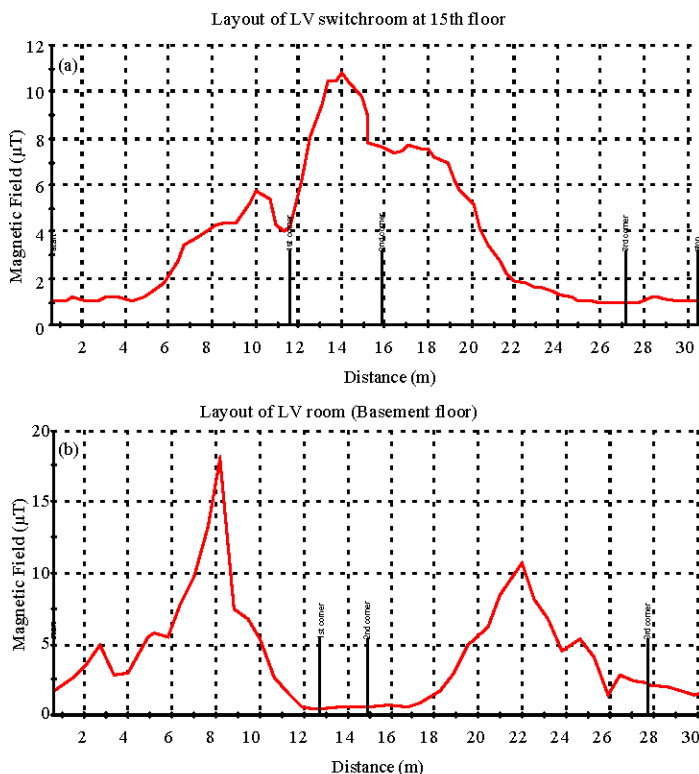 Layout of LV switchroom at 15th floor
(a)
Magnetic Field (µT)
12
10
8
6
4
2
0
1st corner
2nd corner
3rd corner
2 4 6 8 10 12 14 16 18 20 22 24 26 28 30
Distance (m)
Layout of LV room (Basement floor)
(b)
Magnetic Field (µT)
20
15
10
5
0
1st corner
2nd corner
3rd corner
2 4 6 8 10 12 14 16 18 20 22 24 26 28 30
Distance (m)